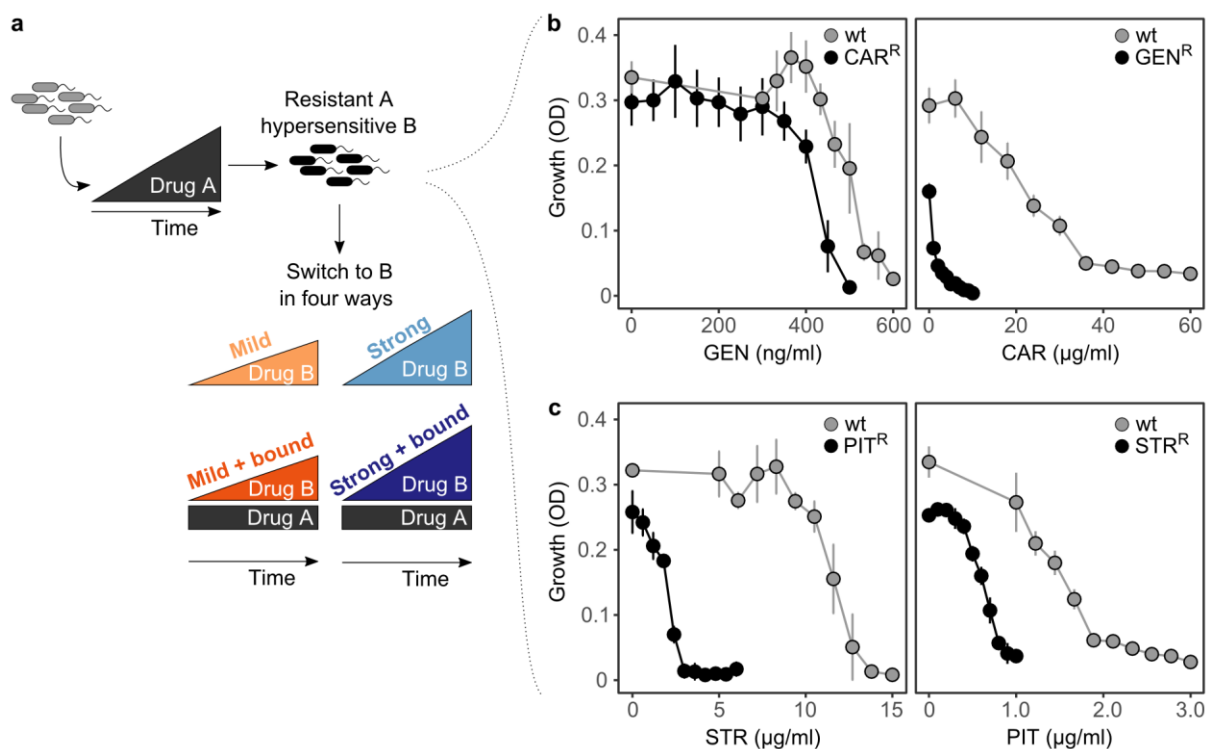 a
Resistant A
hypersensitive B
Drug A
Time
Switch to B
in four ways
Mild
Drug B
Strong
Drug B
Mild + bound
Drug B
Drug A
Strong + bound
Drug B
Drug A
Time
Time
b
wt
CAR^R
Growth (OD)
0.4
0.3
0.2
0.1
0
0
200
400
600
GEN (ng/ml)
wt
GEN^R
0
20
40
60
CAR (µg/ml)
c
wt
PIT^R
Growth (OD)
0.4
0.3
0.2
0.1
0
0
5
10
15
STR (µg/ml)
wt
STR^R
0
1.0
2.0
3.0
PIT (µg/ml)